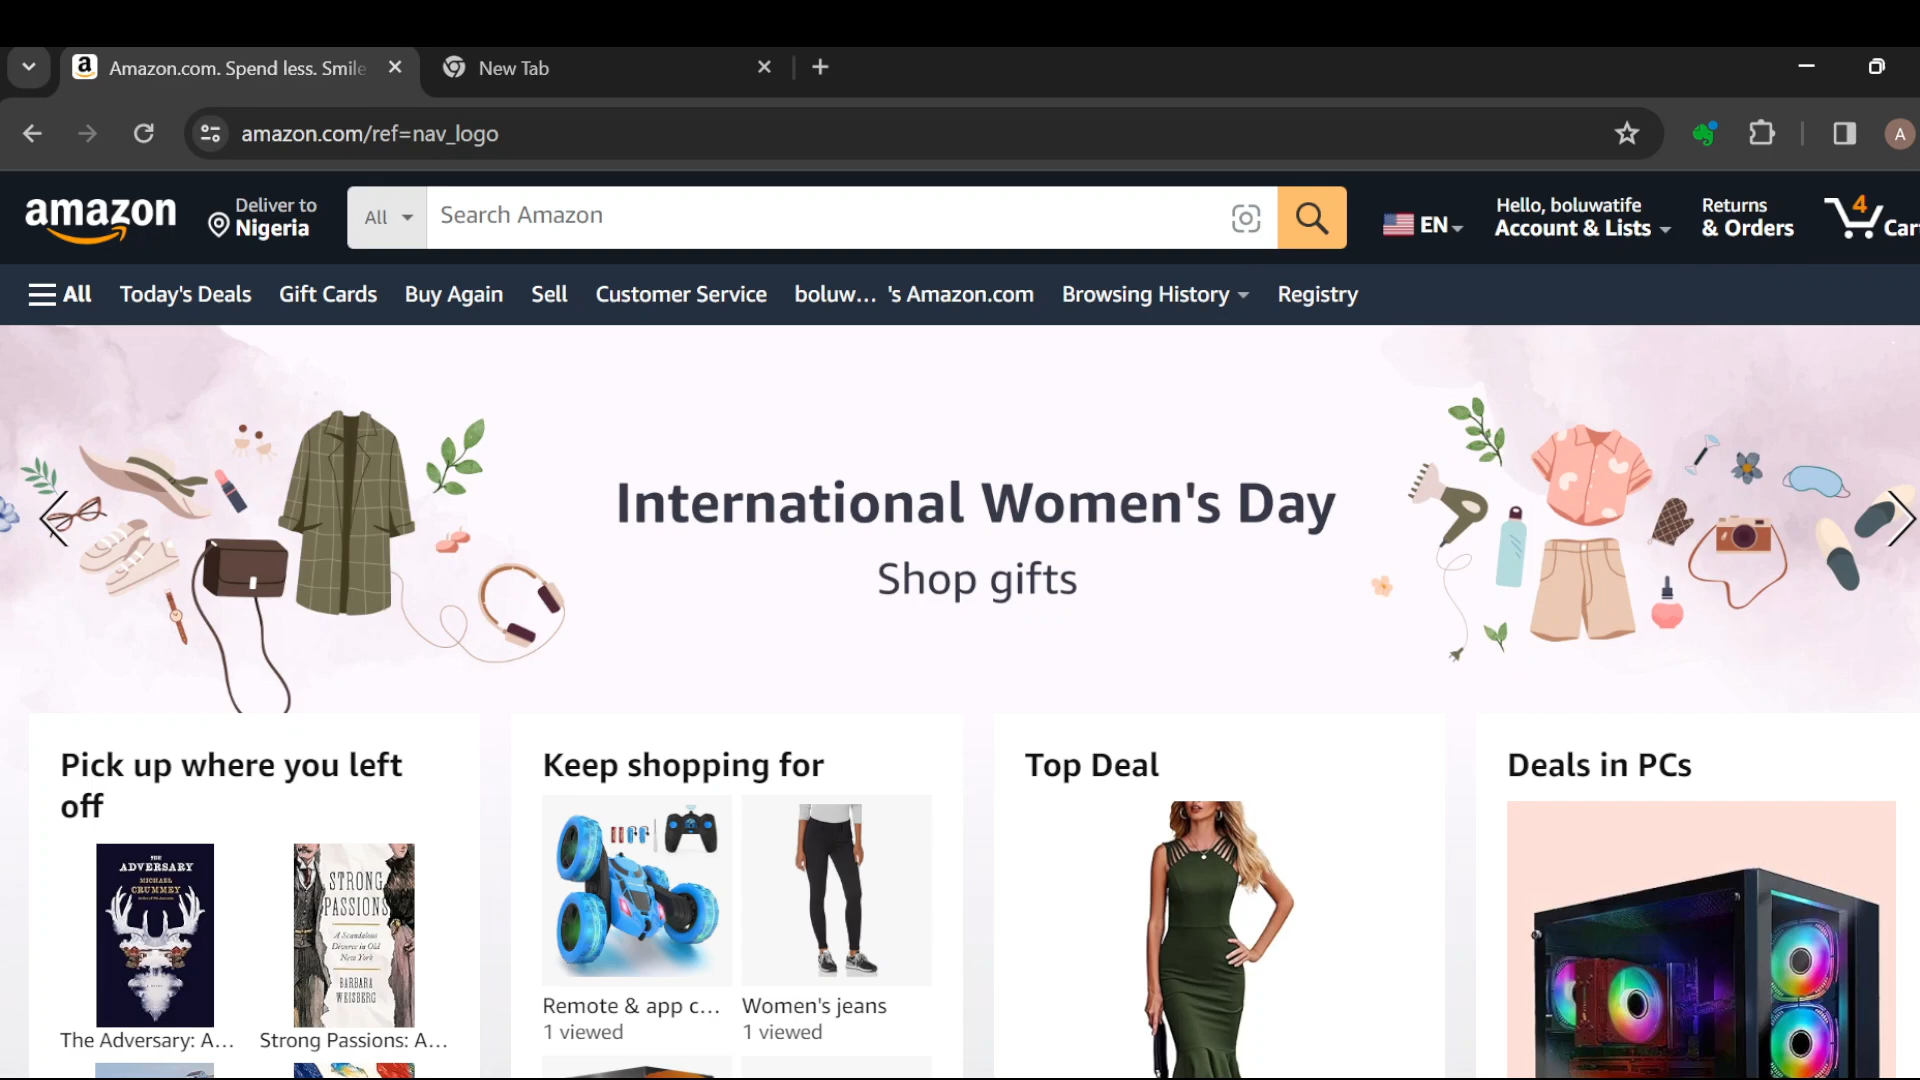 Amazon.com. Spend less. Smile
New Tab
amazon.com/ref=nav_logo
A
amazon
Deliver to
Nigeria
All
Search Amazon
EN
Hello, boluwatife
Account & Lists
Returns
& Orders
4
Cart
All
Today's Deals
Gift Cards
Buy Again
Sell
Customer Service
boluw... 's Amazon.com
Browsing History
Registry
International Women's Day
Shop gifts
Pick up where you left
off
THE
ADVERSARY
MICHAEL
CRUMMEY
STRONG
PASSIONS
A Scandalous
Divorce in Old
New York
BARBARA
WEISBERG
The Adversary: A...
Strong Passions: A...
Keep shopping for
Remote & app c...
1 viewed
Women's jeans
1 viewed
Top Deal
Deals in PCs